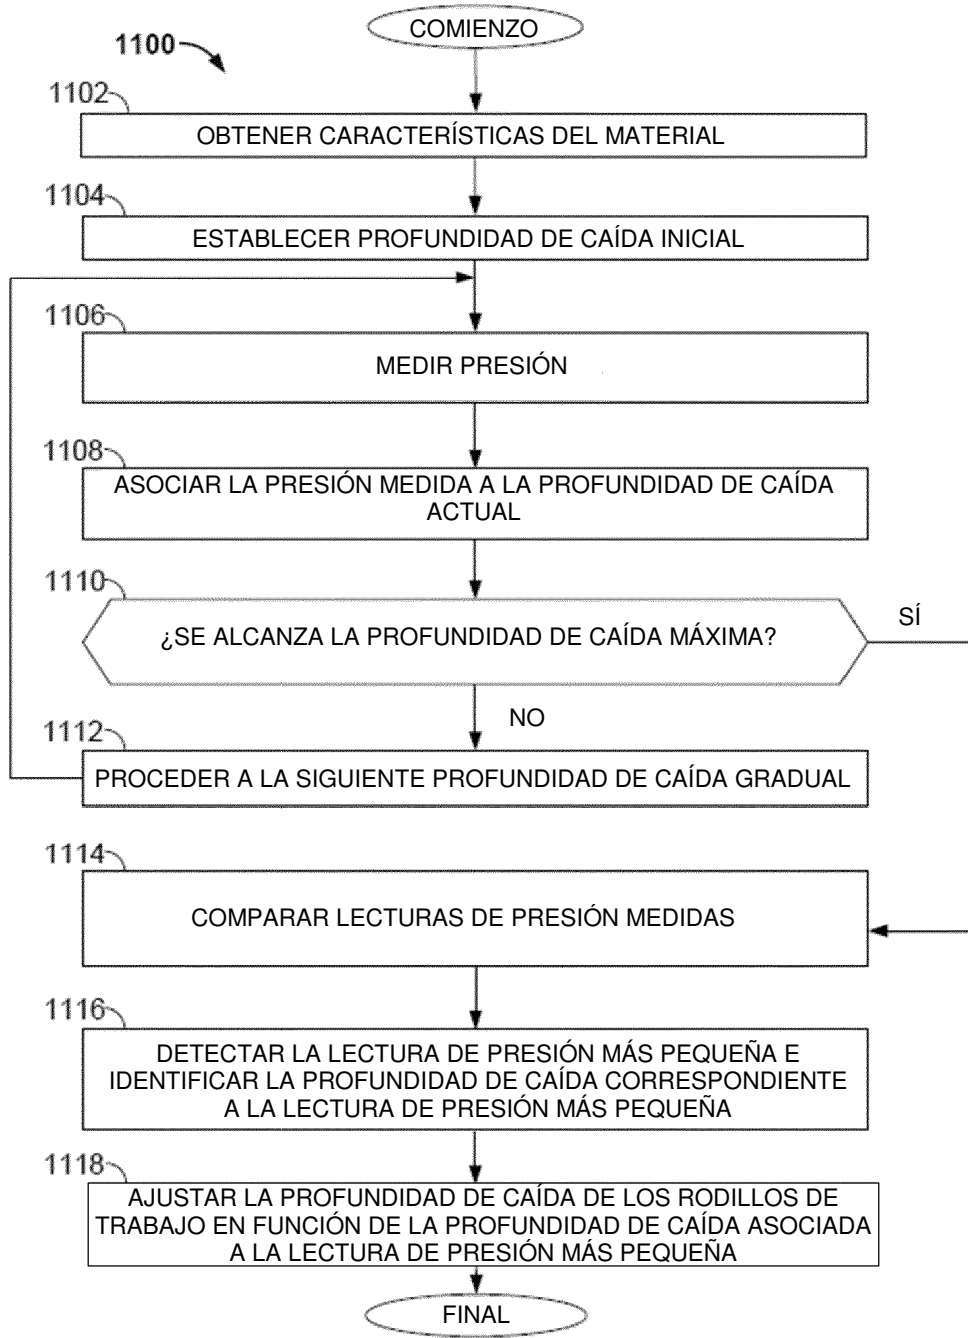 COMIENZO
1100
1102
OBTENER CARACTERÍSTICAS DEL MATERIAL
1104
ESTABLECER PROFUNDIDAD DE CAÍDA INICIAL
1106
MEDIR PRESIÓN
1108
ASOCIAR LA PRESIÓN MEDIDA A LA PROFUNDIDAD DE CAÍDA
ACTUAL
1110
¿SE ALCANZA LA PROFUNDIDAD DE CAÍDA MÁXIMA?
SÍ
NO
1112
PROCEDER A LA SIGUIENTE PROFUNDIDAD DE CAÍDA GRADUAL
1114
COMPARAR LECTURAS DE PRESIÓN MEDIDAS
1116
DETECTAR LA LECTURA DE PRESIÓN MÁS PEQUEÑA E
IDENTIFICAR LA PROFUNDIDAD DE CAÍDA CORRESPONDIENTE
A LA LECTURA DE PRESIÓN MÁS PEQUEÑA
1118
AJUSTAR LA PROFUNDIDAD DE CAÍDA DE LOS RODILLOS DE
TRABAJO EN FUNCIÓN DE LA PROFUNDIDAD DE CAÍDA ASOCIADA
A LA LECTURA DE PRESIÓN MÁS PEQUEÑA
FINAL